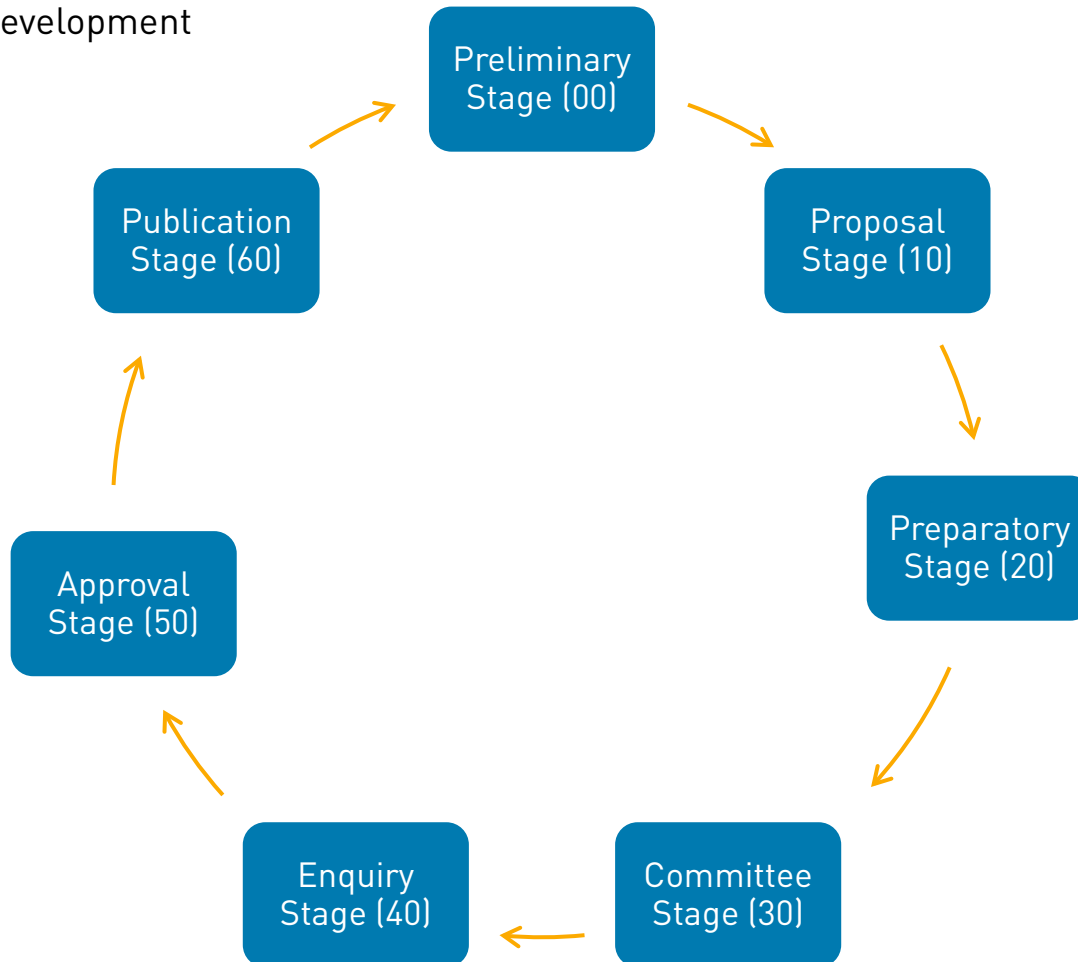 evelopment
Preliminary
Stage (00)
Proposal
Stage (10)
Preparatory
Stage (20)
Committee
Stage (30)
Enquiry
Stage (40)
Approval
Stage (50)
Publication
Stage (60)